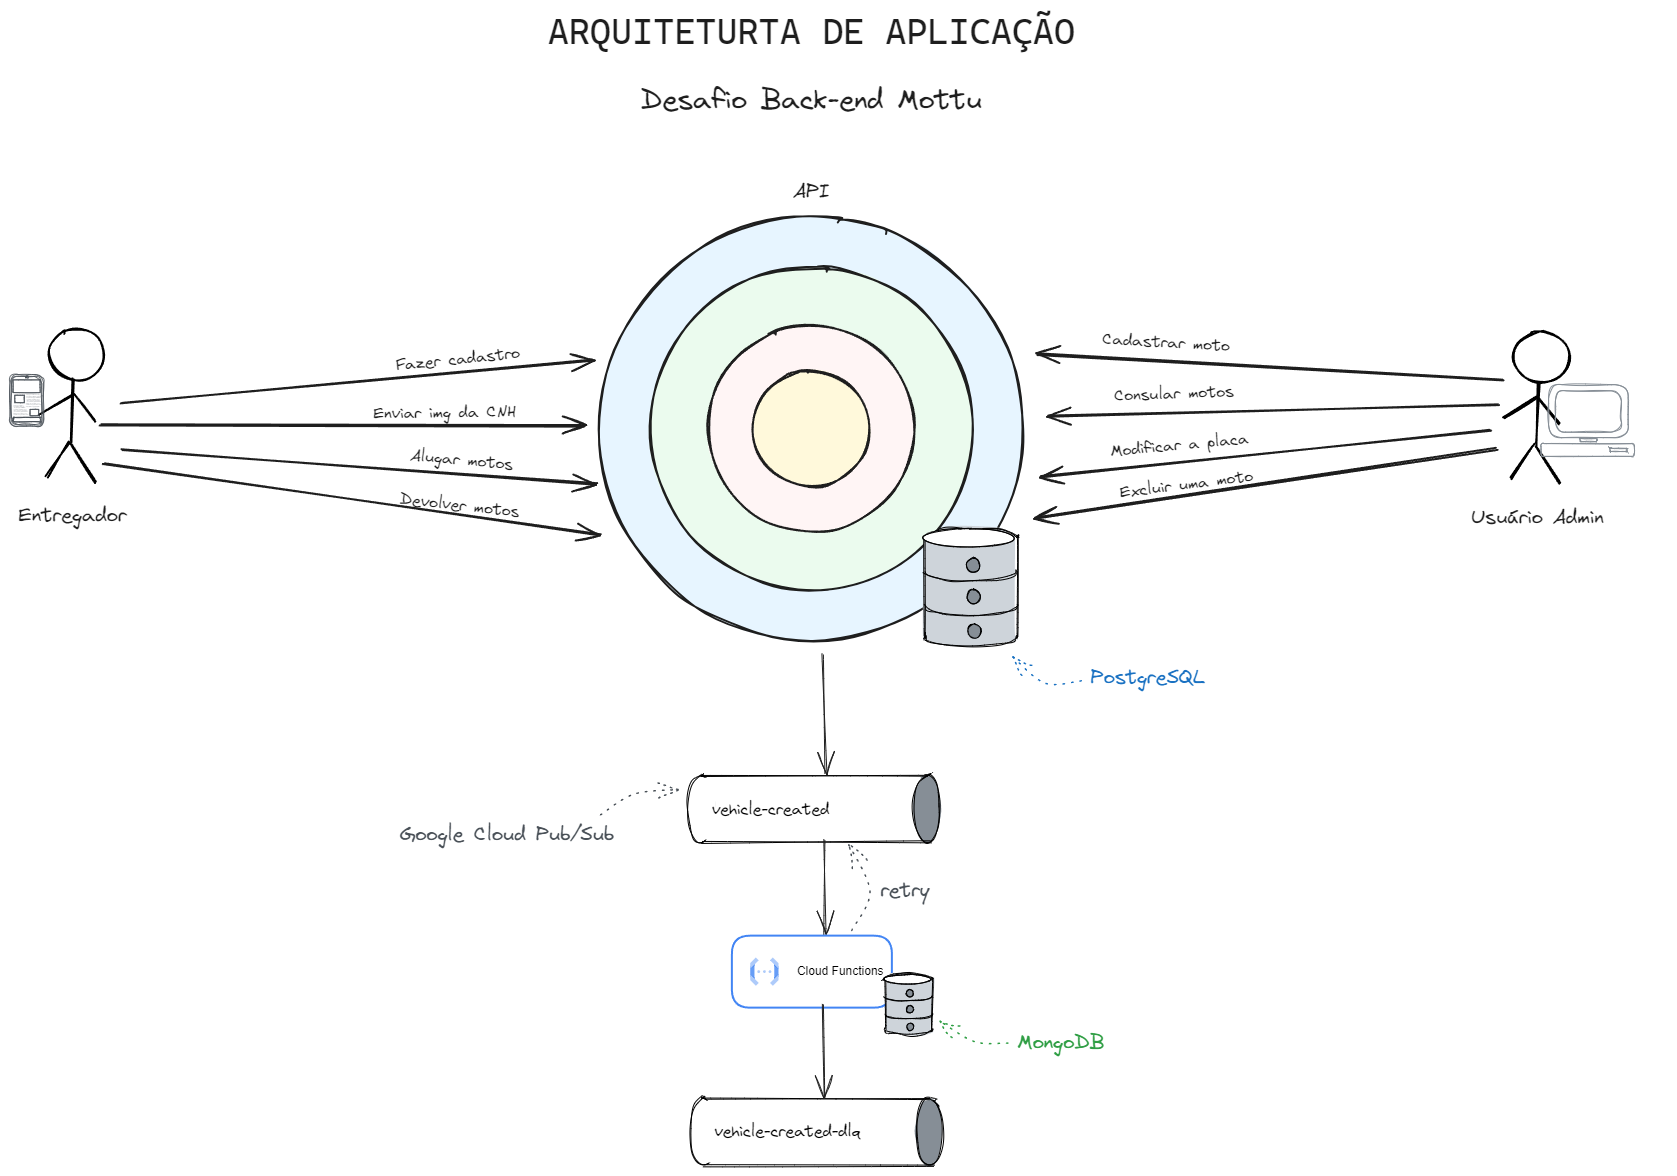 ARQUITETURTA DE APLICAÇÃO
Desafio Back-end Mottu
API
Fazer cadastro
Enviar img da CNH
Alugar motos
Devolver motos
Entregador
Cadastrar moto
Consular motos
Modificar a placa
Excluir uma moto
Usuário Admin
PostgreSQL
vehicle-created
Google Cloud Pub/Sub
retry
Cloud Functions
MongoDB
vehicle-created-dlq